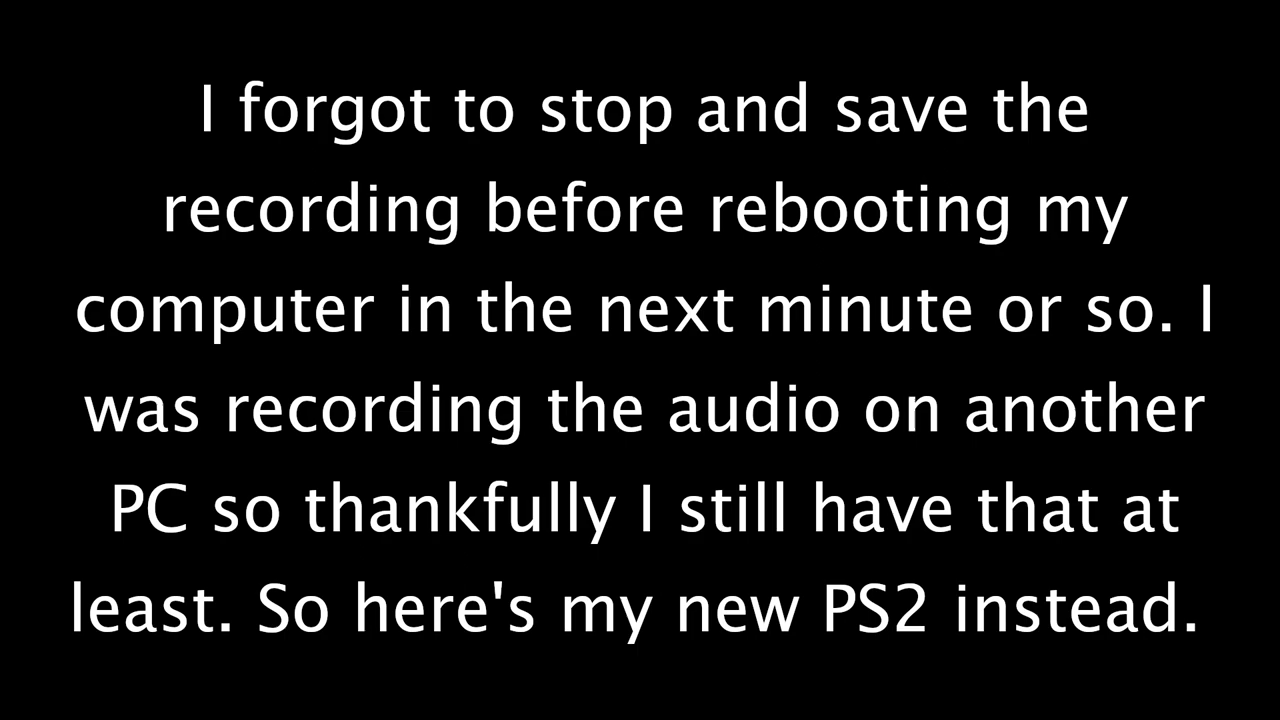 I forgot to stop and save the
recording before rebooting my
computer in the next minute or so. I
was recording the audio on another
PC so thankfully I still have that at
least. So here's my new PS2 instead.